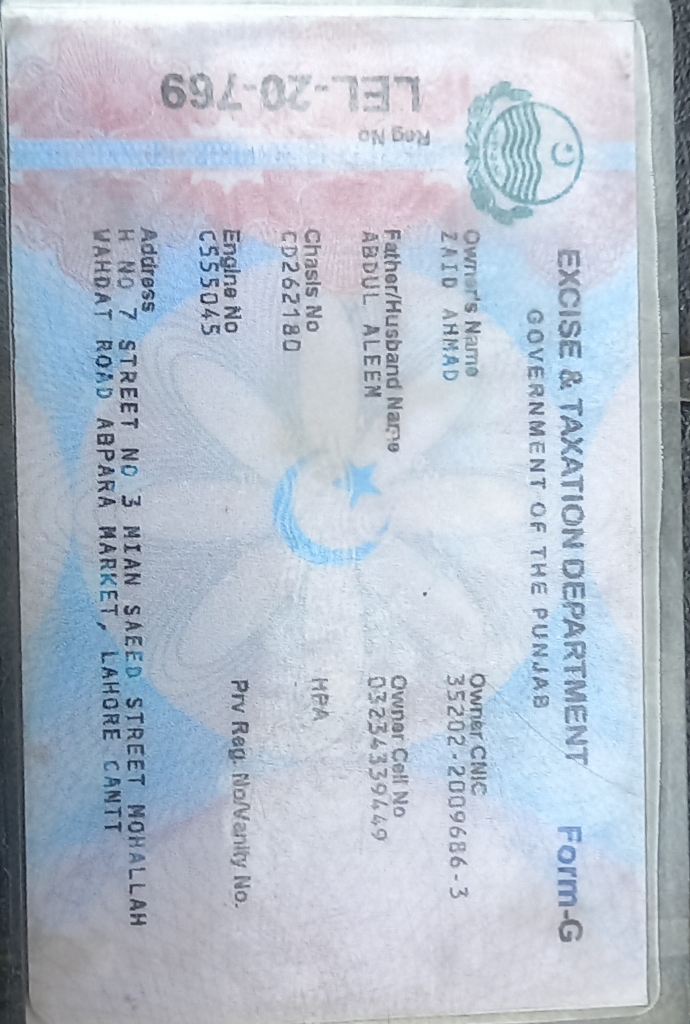 EXCISE & TAXATION DEPARTMENT Form-G
GOVERNMENT OF THE PUNJAB
Reg No
LEL-20-769
Owner's Name
ZAID AHMAD
Owner CNIC
35202-2009686-3
Father/Husband Name
ABDUL ALEEM
Owner Cell No
03234339449
Chasis No
CD262180
HPA
Engine No
C555045
Prv Reg. No/Vanity No.
Address
H NO 7 STREET NO 3 MIAN SAEED STREET MOHALLAH
WAHDAT ROAD ABPARA MARKET, LAHORE CANTT